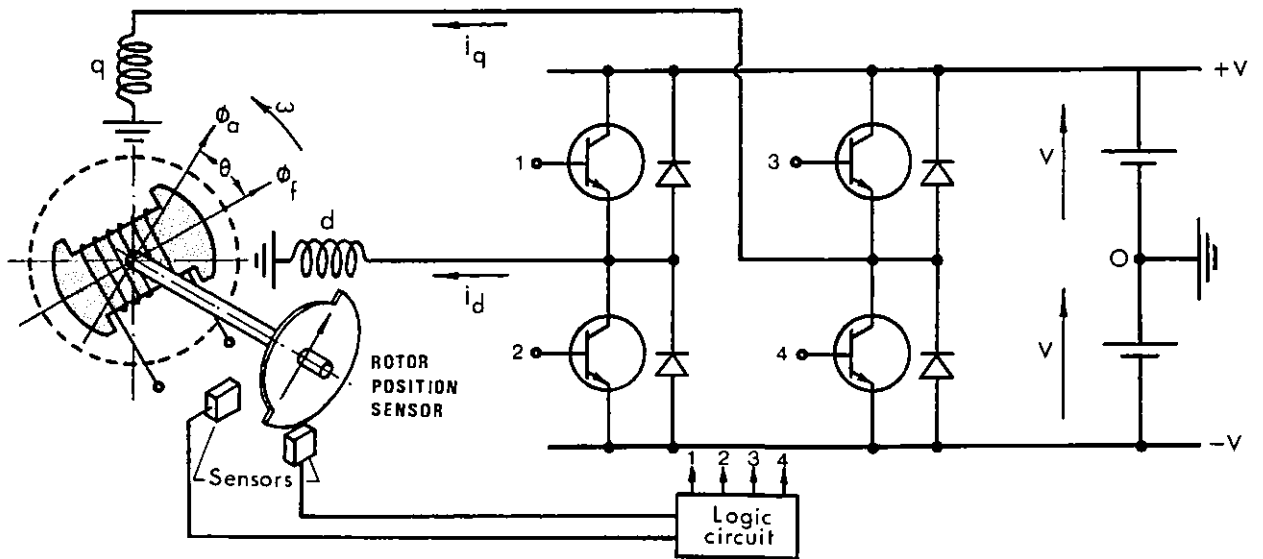 q
i_q
+V
ϕ_a
ω
θ
ϕ_f
1
3
V
d
O
i_d
2
4
V
ROTOR
POSITION
SENSOR
-V
Sensors
1 2 3 4
Logic
circuit